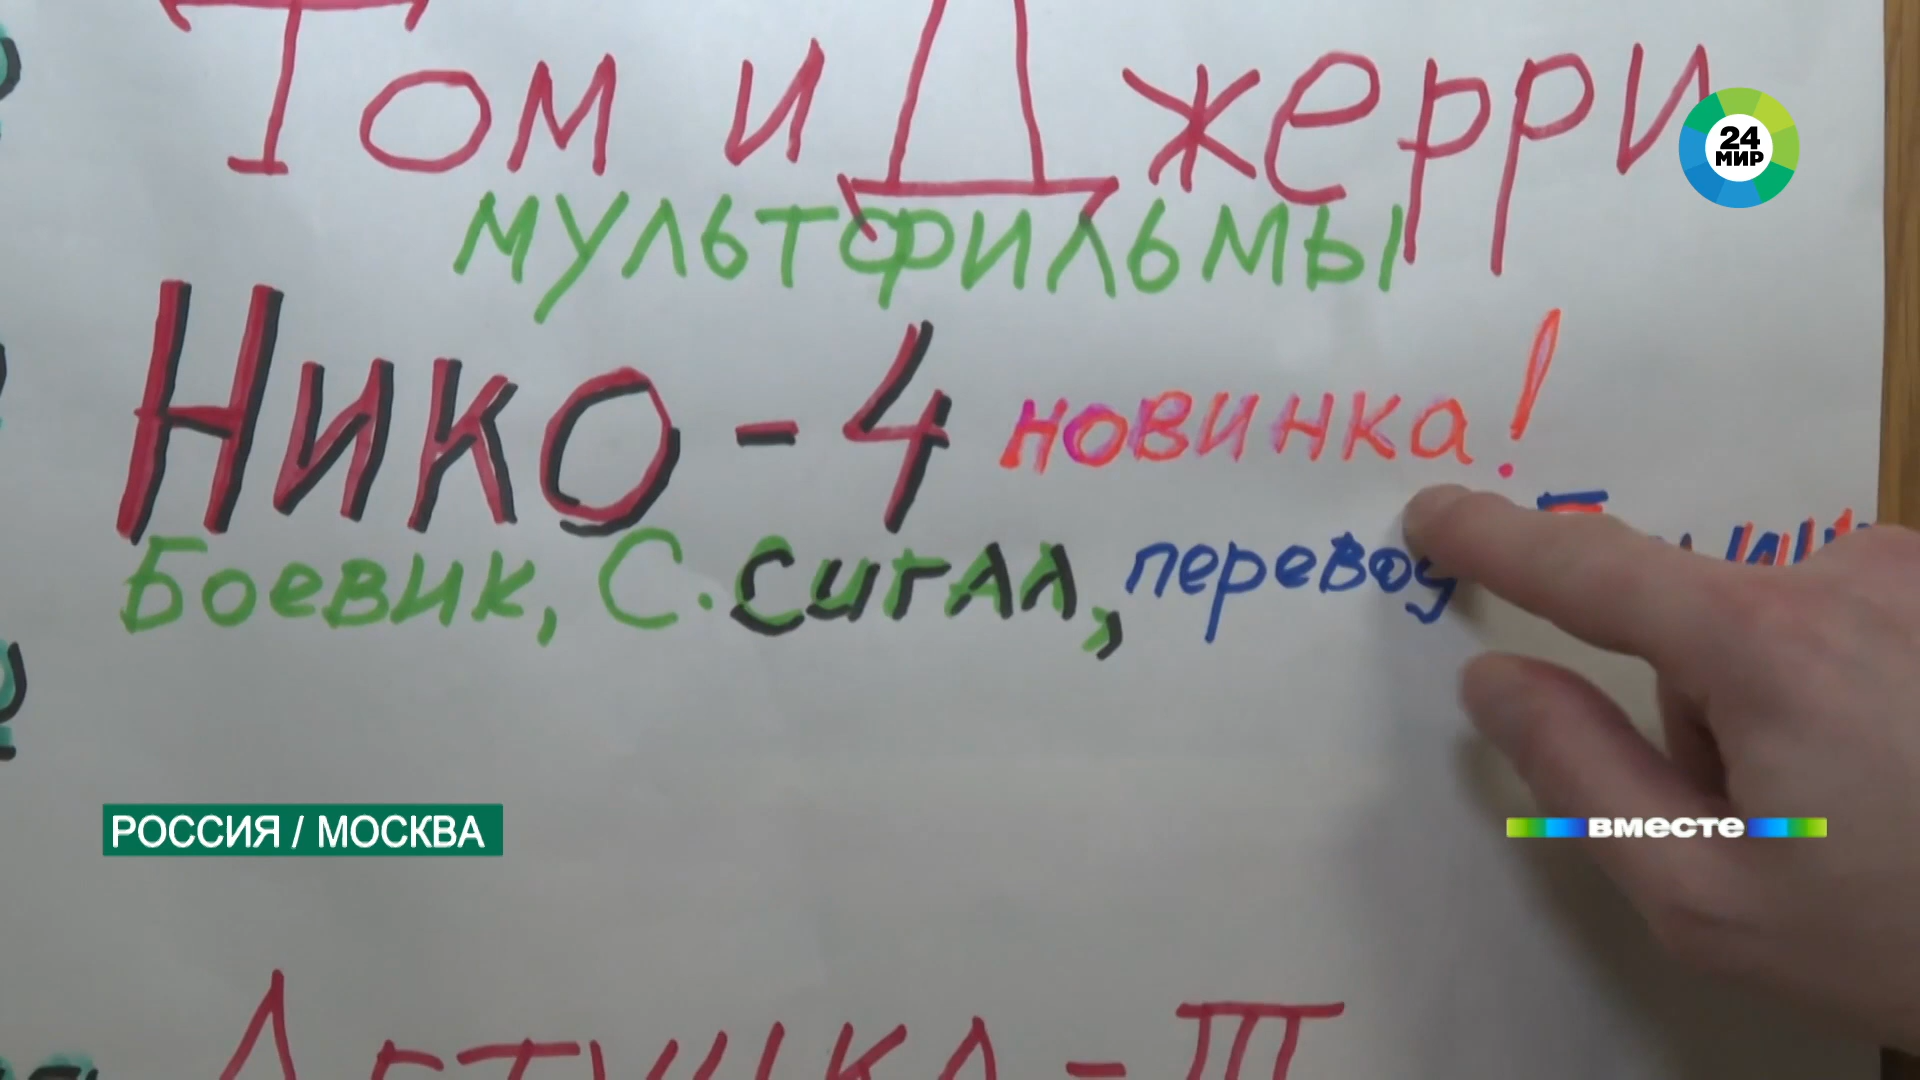 Том и Джерри
24
МИР
мультфильмы
Нико - 4 новинка!
Боевик, С. Сигал, перевод
РОССИЯ / МОСКВА
ВМЕСТЕ